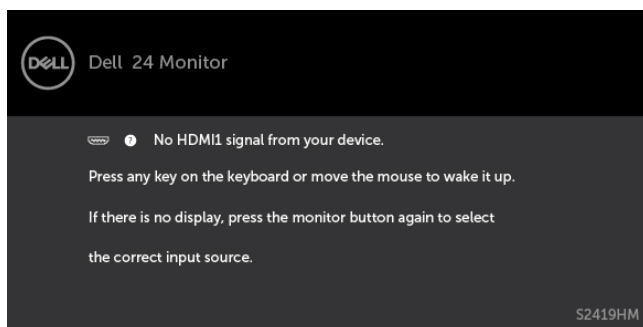 DELL
Dell 24 Monitor
No HDMI1 signal from your device.
Press any key on the keyboard or move the mouse to wake it up.
If there is no display, press the monitor button again to select
the correct input source.
S2419HM